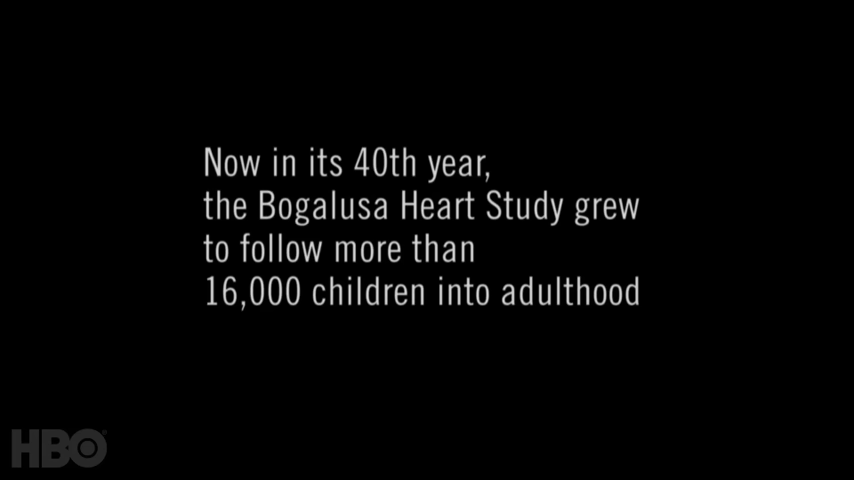 Now in its 40th year,
the Bogalusa Heart Study grew
to follow more than
16,000 children into adulthood
HBO